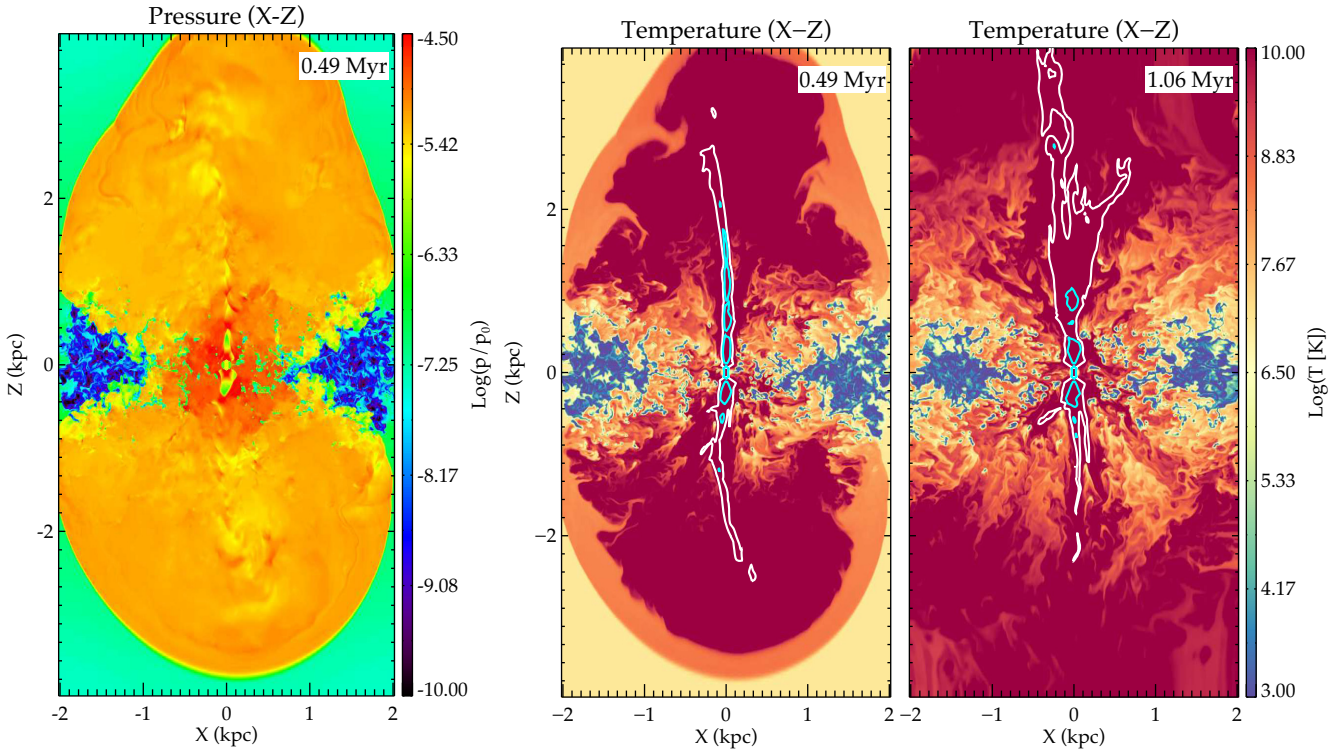 Pressure (X-Z)
0.49 Myr
Z (kpc)
2
0
-2
-2
-1
0
1
2
X (kpc)
-4.50
-5.42
-6.33
-7.25
-8.17
-9.08
-10.00
Log(p / p₀)
Temperature (X−Z)
0.49 Myr
Z (kpc)
2
0
−2
−2
−1
0
1
2
X (kpc)
Temperature (X−Z)
1.06 Myr
−2
−1
0
1
2
X (kpc)
10.00
8.83
7.67
6.50
5.33
4.17
3.00
Log(T [K])